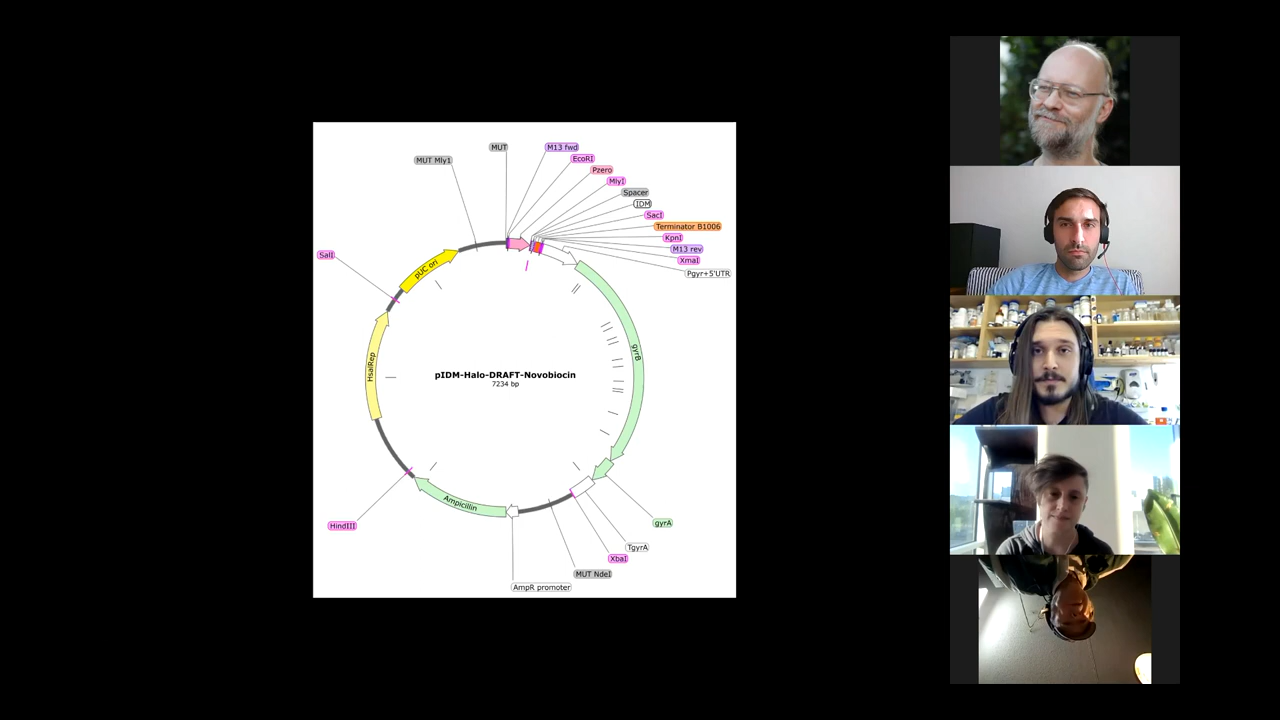 MUT
M13 fwd
MUT Mly1
EcoRI
Pzero
MlyI
Spacer
IDM
SacI
Terminator B1006
KpnI
M13 rev
XmaI
Pgyr+5'UTR
SalI
pUC ori
gyrB
HsalRep
pIDM-Halo-DRAFT-Novobiocin
7234 bp
Ampicillin
gyrA
HindIII
TgyrA
XbaI
MUT NdeI
AmpR promoter